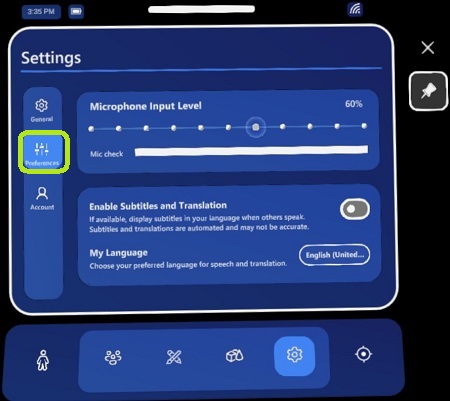 3:35 PM
Settings
General
Preferences
Account
Microphone Input Level
60%
Mic check
Enable Subtitles and Translation
If available, display subtitles in your language when others speak.
Subtitles and translations are automated and may not be accurate.
My Language
Choose your preferred language for speech and translation.
English (United...